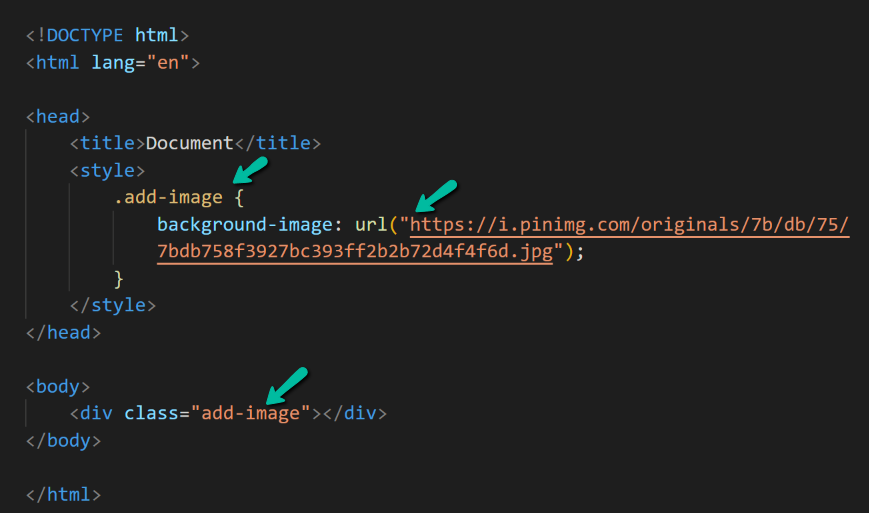 <!DOCTYPE html>
<html lang="en">
<head>
<title>Document</title>
<style>
.add-image {
background-image: url("https://i.pinimg.com/originals/7b/db/75/
7bdb758f3927bc393ff2b2b72d4f4f6d.jpg");
}
</style>
</head>
<body>
<div class="add-image"></div>
</body>
</html>